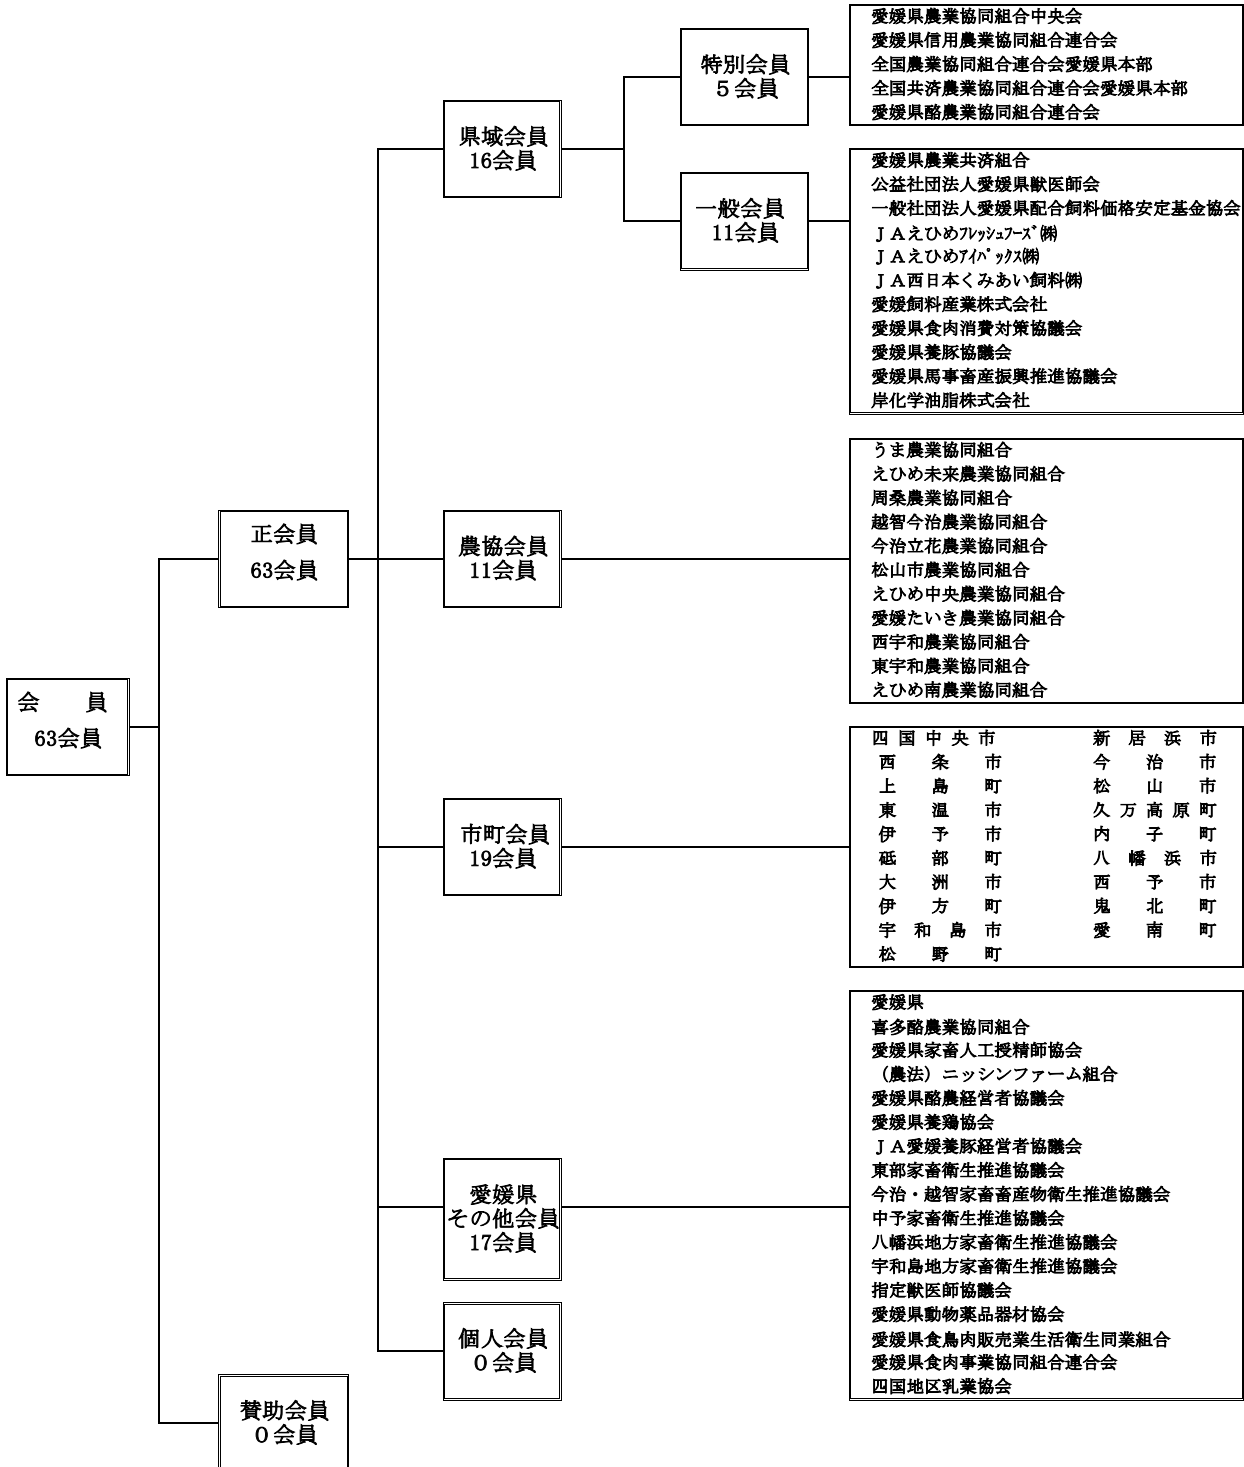 会　　員
63会員
正会員
63会員
賛助会員
０会員
県域会員
16会員
特別会員
５会員
愛媛県農業協同組合中央会
愛媛県信用農業協同組合連合会
全国農業協同組合連合会愛媛県本部
全国共済農業協同組合連合会愛媛県本部
愛媛県酪農業協同組合連合会
一般会員
11会員
愛媛県農業共済組合
公益社団法人愛媛県獣医師会
一般社団法人愛媛県配合飼料価格安定基金協会
ＪＡえひめﾌﾚｯｼｭﾌｰｽﾞ㈱
ＪＡえひめｱｲﾊﾟｯｸｽ㈱
ＪＡ西日本くみあい飼料㈱
愛媛飼料産業株式会社
愛媛県食肉消費対策協議会
愛媛県養豚協議会
愛媛県馬事畜産振興推進協議会
岸化学油脂株式会社
農協会員
11会員
うま農業協同組合
えひめ未来農業協同組合
周桑農業協同組合
越智今治農業協同組合
今治立花農業協同組合
松山市農業協同組合
えひめ中央農業協同組合
愛媛たいき農業協同組合
西宇和農業協同組合
東宇和農業協同組合
えひめ南農業協同組合
市町会員
19会員
四国中央市　新居浜市
西条市　今治市
上島町　松山市
東温市　久万高原町
伊予市　内子町
砥部町　八幡浜市
大洲市　西予市
伊方町　鬼北町
宇和島市　愛南町
松野町
愛媛県
その他会員
17会員
愛媛県
喜多酪農業協同組合
愛媛県家畜人工授精師協会
（農法）ニッシンファーム組合
愛媛県酪農経営者協議会
愛媛県養鶏協会
ＪＡ愛媛養豚経営者協議会
東部家畜衛生推進協議会
今治・越智家畜畜産物衛生推進協議会
中予家畜衛生推進協議会
八幡浜地方家畜衛生推進協議会
宇和島地方家畜衛生推進協議会
指定獣医師協議会
愛媛県動物薬品器材協会
愛媛県食鳥肉販売業生活衛生同業組合
愛媛県食肉事業協同組合連合会
四国地区乳業協会
個人会員
０会員